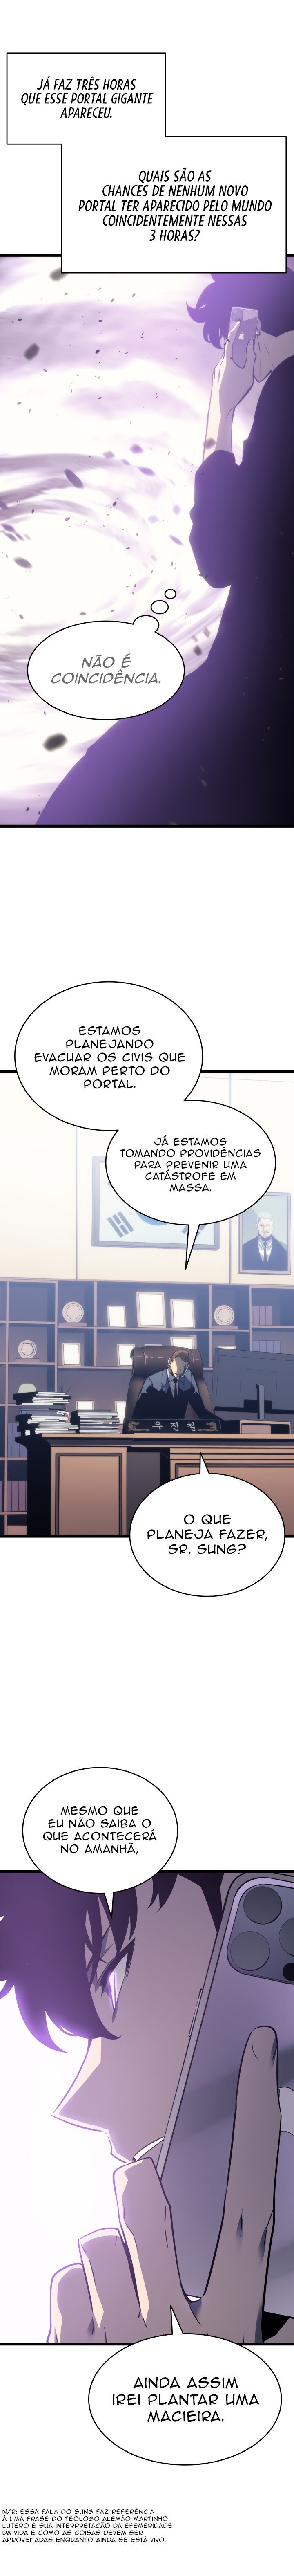 JÁ FAZ TRÊS HORAS
QUE ESSE PORTAL GIGANTE
APARECEU.
QUAIS SÃO AS
CHANCES DE NENHUM NOVO
PORTAL TER APARECIDO PELO MUNDO
COINCIDENTEMENTE NESSAS
3 HORAS?
NÃO É
COINCIDÊNCIA.
ESTAMOS
PLANEJANDO
EVACUAR OS CIVIS QUE
MORAM PERTO DO
PORTAL.
JÁ ESTAMOS
TOMANDO PROVIDÊNCIAS
PARA PREVENIR UMA
CATÁSTROFE EM
MASSA.
우진철
O QUE
PLANEJA FAZER,
SR. SUNG?
MESMO QUE
EU NÃO SAIBA O
QUE ACONTECERÁ
NO AMANHÃ,
AINDA ASSIM
IREI PLANTAR UMA
MACIEIRA.
N/R: ESSA FALA DO SUNG FAZ REFERÊNCIA
À UMA FRASE DO TEÓLOGO ALEMÃO MARTINHO
LUTERO E SUA INTERPRETAÇÃO DA EFEMERIDADE
DA VIDA E COMO AS COISAS DEVEM SER
APROVEITADAS ENQUANTO AINDA SE ESTÁ VIVO.